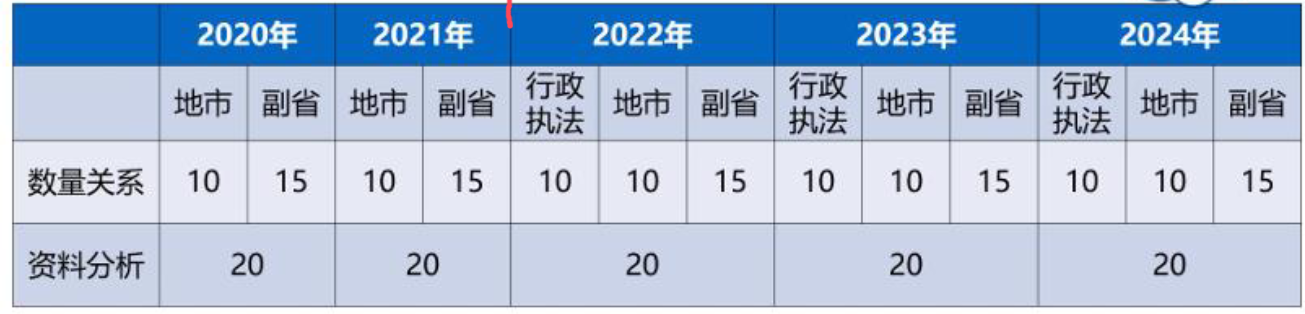 2020年 2021年 2022年 2023年 2024年
地市 副省 地市 副省 行政执法 地市 副省 行政执法 地市 副省 行政执法 地市 副省
数量关系 10 15 10 15 10 10 15 10 10 15 10 10 15
资料分析 20 20 20 20 20